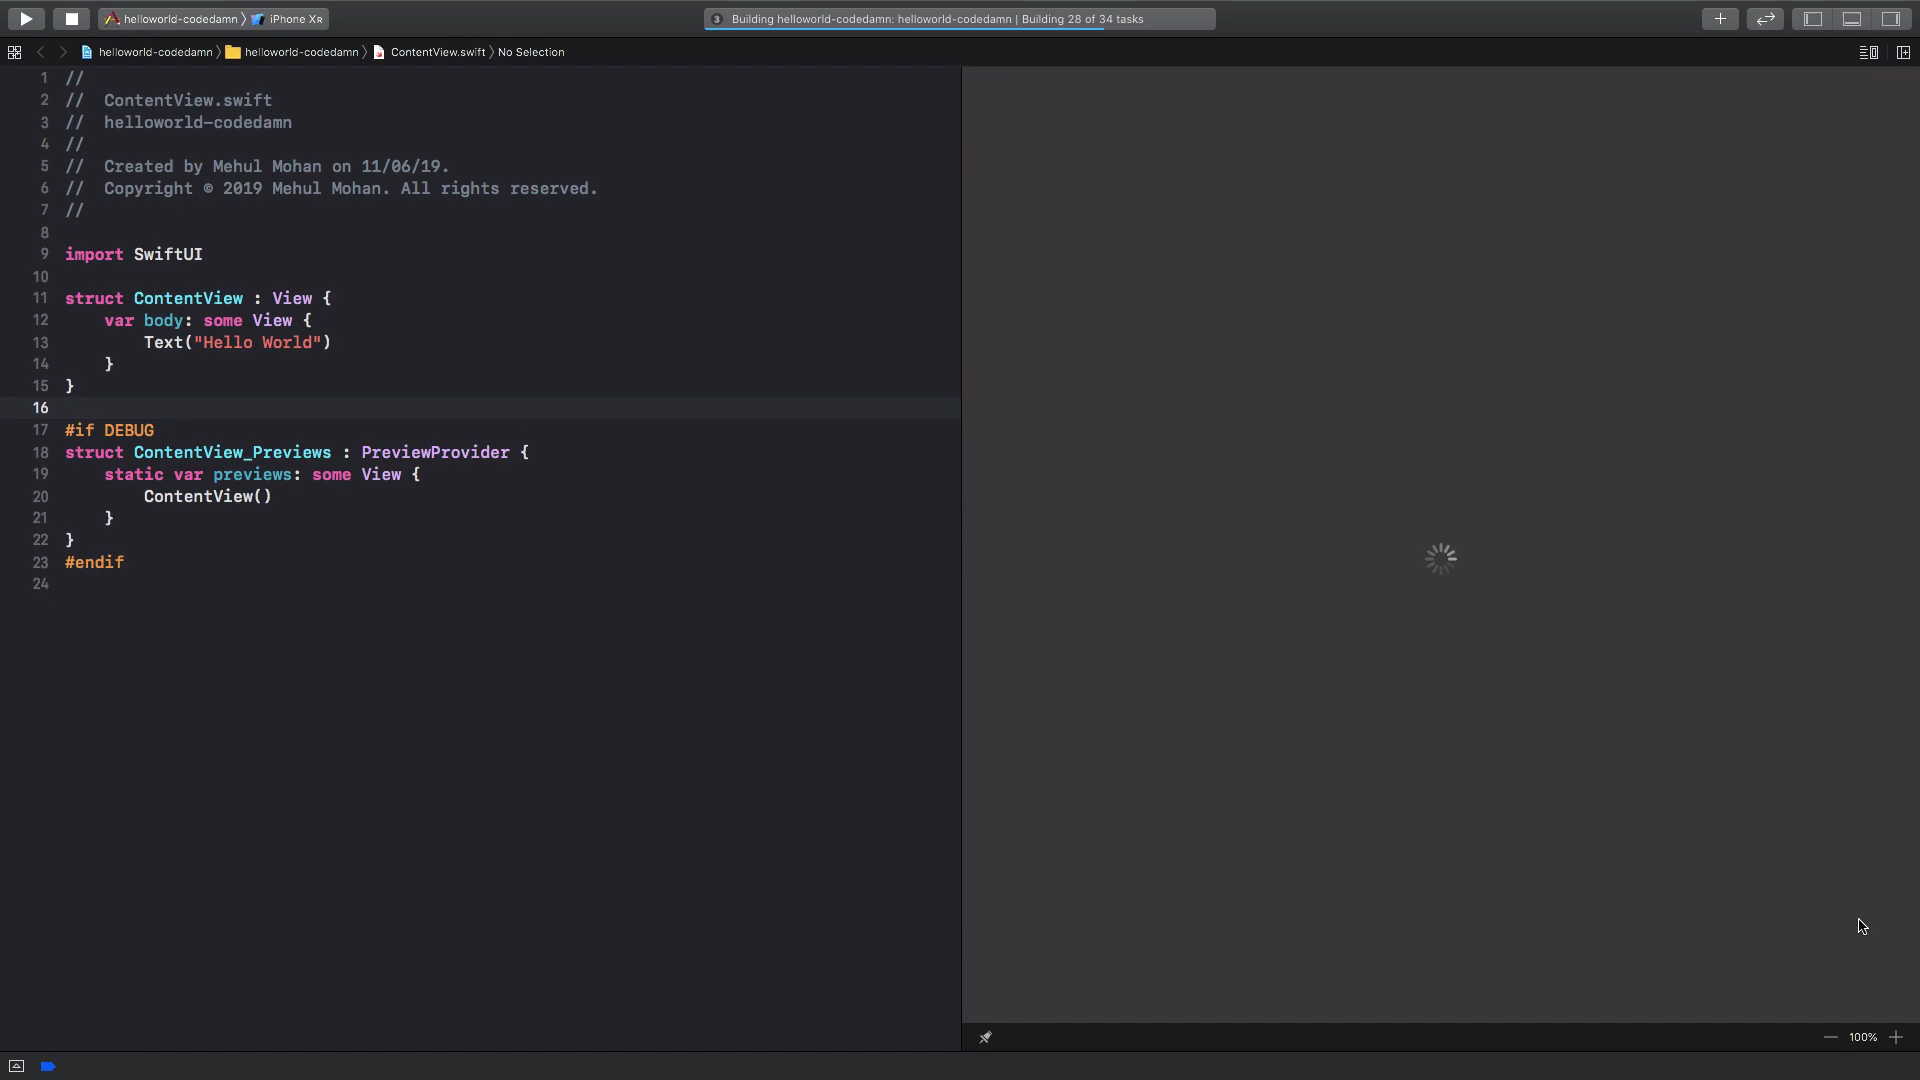 helloworld-codedamn 〉 iPhone Xʀ
3 Building helloworld-codedamn: helloworld-codedamn | Building 28 of 34 tasks
helloworld-codedamn 〉 helloworld-codedamn 〉 ContentView.swift 〉 No Selection
1 //
2 //  ContentView.swift
3 //  helloworld-codedamn
4 //
5 //  Created by Mehul Mohan on 11/06/19.
6 //  Copyright © 2019 Mehul Mohan. All rights reserved.
7 //
8
9 import SwiftUI
10
11 struct ContentView : View {
12     var body: some View {
13         Text("Hello World")
14     }
15 }
16
17 #if DEBUG
18 struct ContentView_Previews : PreviewProvider {
19     static var previews: some View {
20         ContentView()
21     }
22 }
23 #endif
24
100%